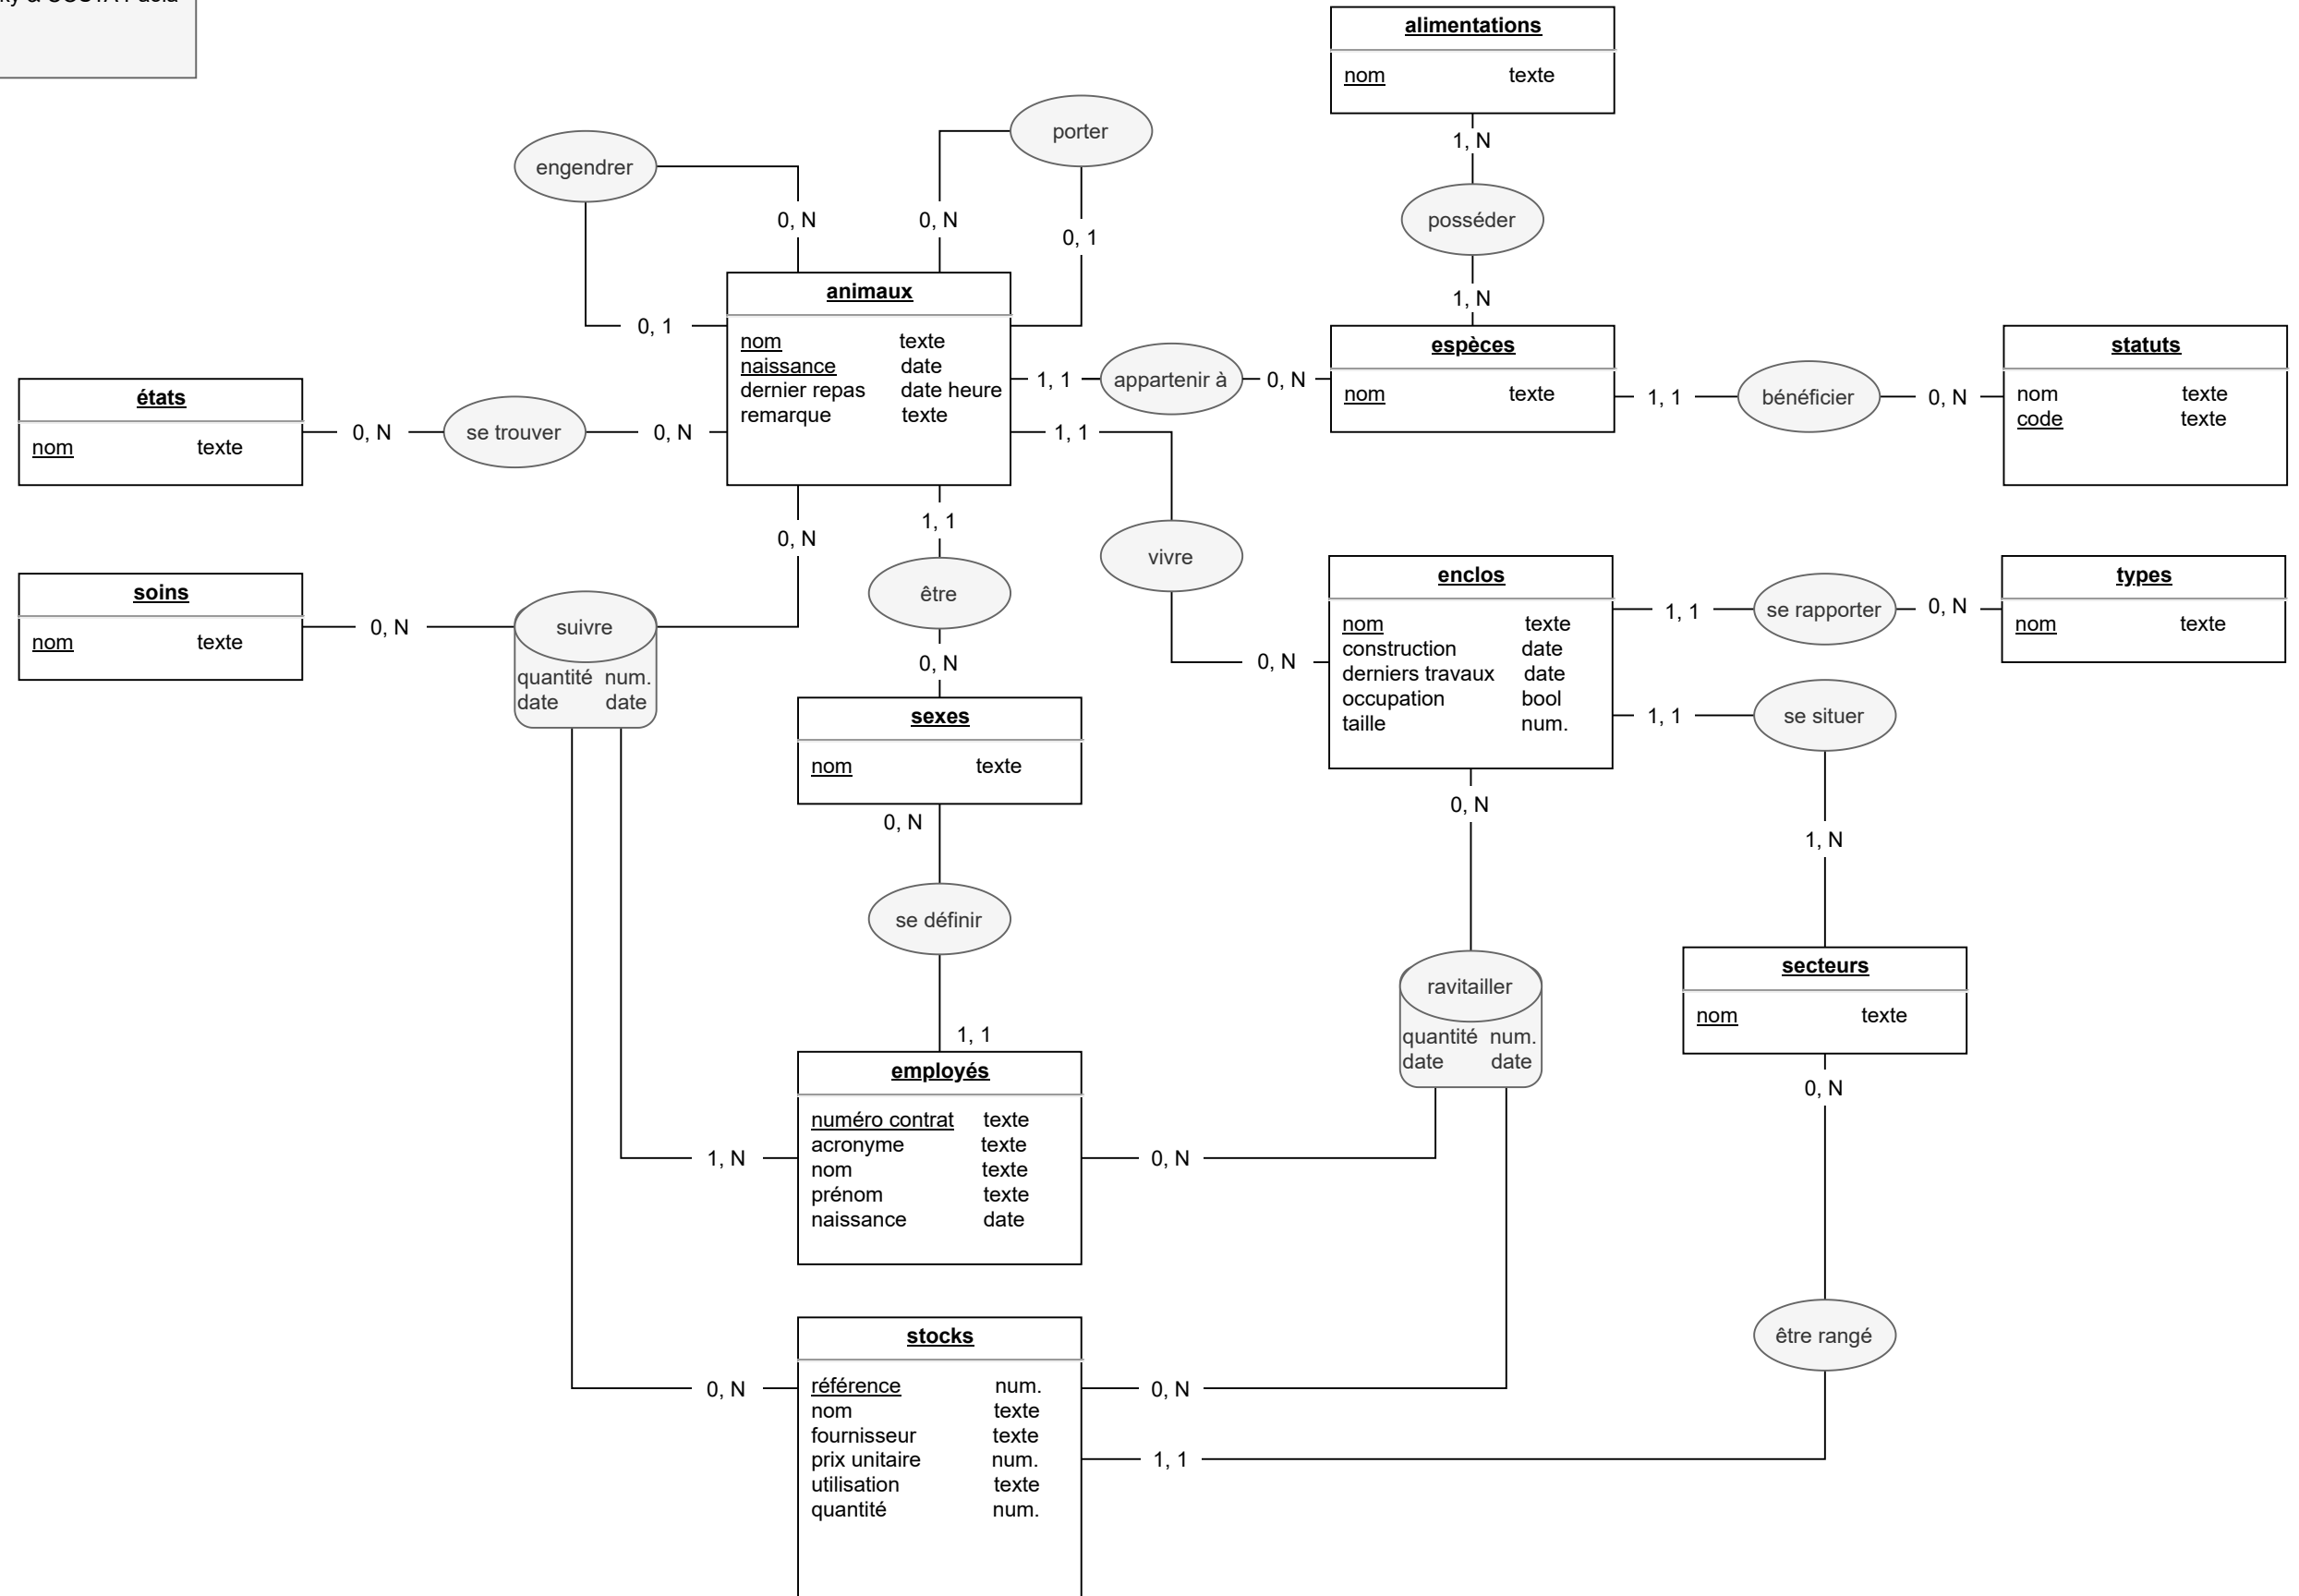 alimentations
nom texte
1, N
posséder
1, N
engendrer
porter
0, N
0, N
0, 1
0, 1
animaux
nom texte
naissance date
dernier repas date heure
remarque texte
1, 1
appartenir à
0, N
espèces
nom texte
1, 1
bénéficier
0, N
statuts
nom texte
code texte
états
nom texte
0, N
se trouver
0, N
1, 1
vivre
0, N
0, N
1, 1
être
0, N
soins
nom texte
0, N
suivre
quantité num.
date date
sexes
nom texte
0, N
se définir
1, 1
enclos
nom texte
construction date
derniers travaux date
occupation bool
taille num.
1, 1
se rapporter
0, N
types
nom texte
1, 1
se situer
1, N
0, N
ravitailler
quantité num.
date date
secteurs
nom texte
0, N
employés
numéro contrat texte
acronyme texte
nom texte
prénom texte
naissance date
1, N
0, N
être rangé
stocks
référence num.
nom texte
fournisseur texte
prix unitaire num.
utilisation texte
quantité num.
0, N
0, N
1, 1